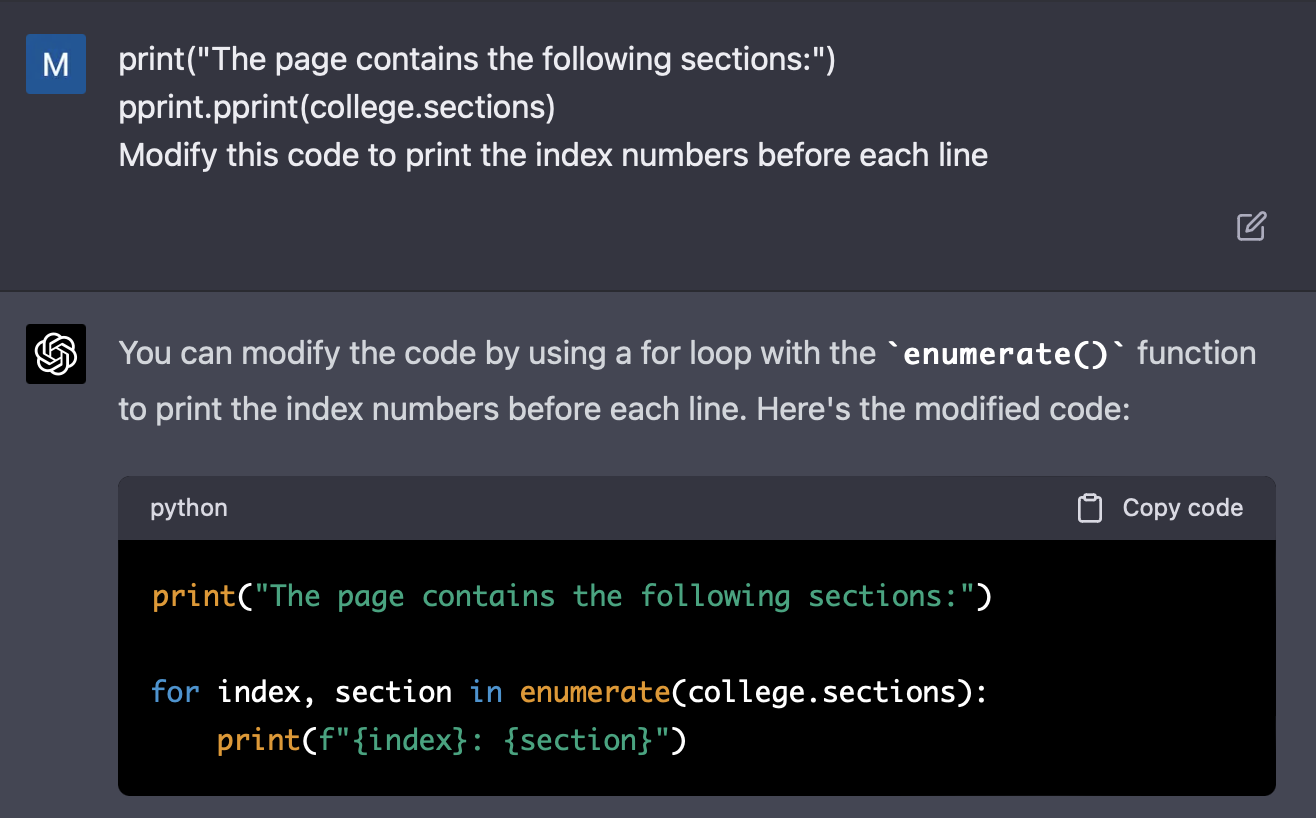 M
print("The page contains the following sections:")
pprint.pprint(college.sections)
Modify this code to print the index numbers before each line
You can modify the code by using a for loop with the `enumerate()` function
to print the index numbers before each line. Here's the modified code:
python
Copy code
print("The page contains the following sections:")
for index, section in enumerate(college.sections):
    print(f"{index}: {section}")